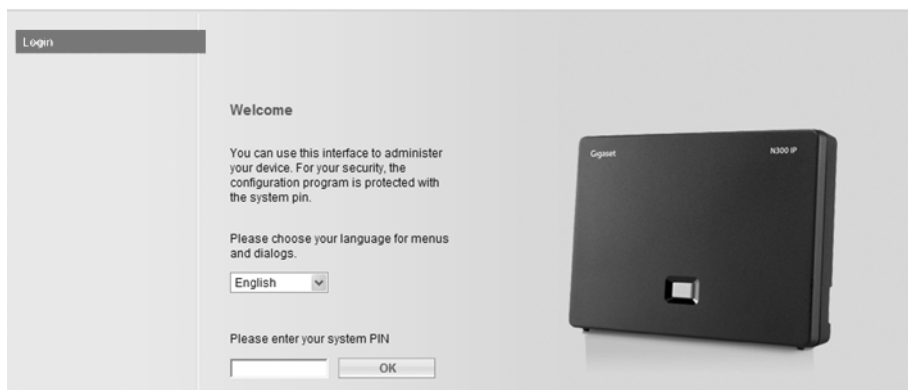 Login
Welcome
You can use this interface to administer
your device. For your security, the
configuration program is protected with
the system pin.
Please choose your language for menus
and dialogs.
English
Please enter your system PIN
OK
Gigaset
N300 IP